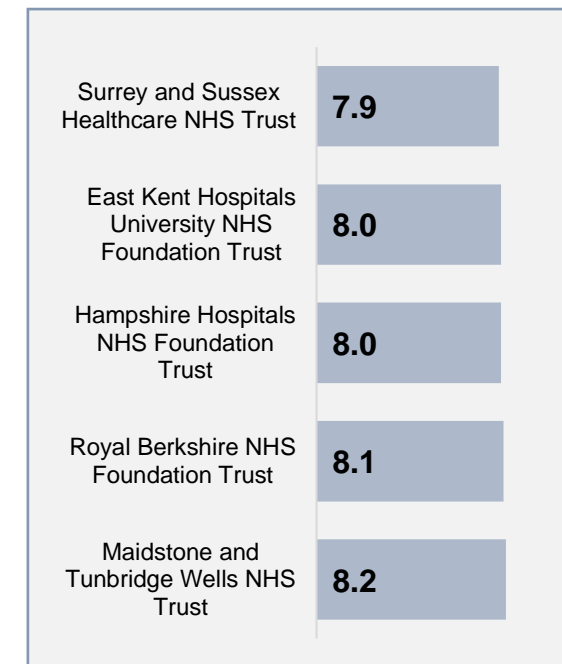 Surrey and Sussex
Healthcare NHS Trust
7.9
East Kent Hospitals
University NHS
Foundation Trust
8.0
Hampshire Hospitals
NHS Foundation
Trust
8.0
Royal Berkshire NHS
Foundation Trust
8.1
Maidstone and
Tunbridge Wells NHS
Trust
8.2